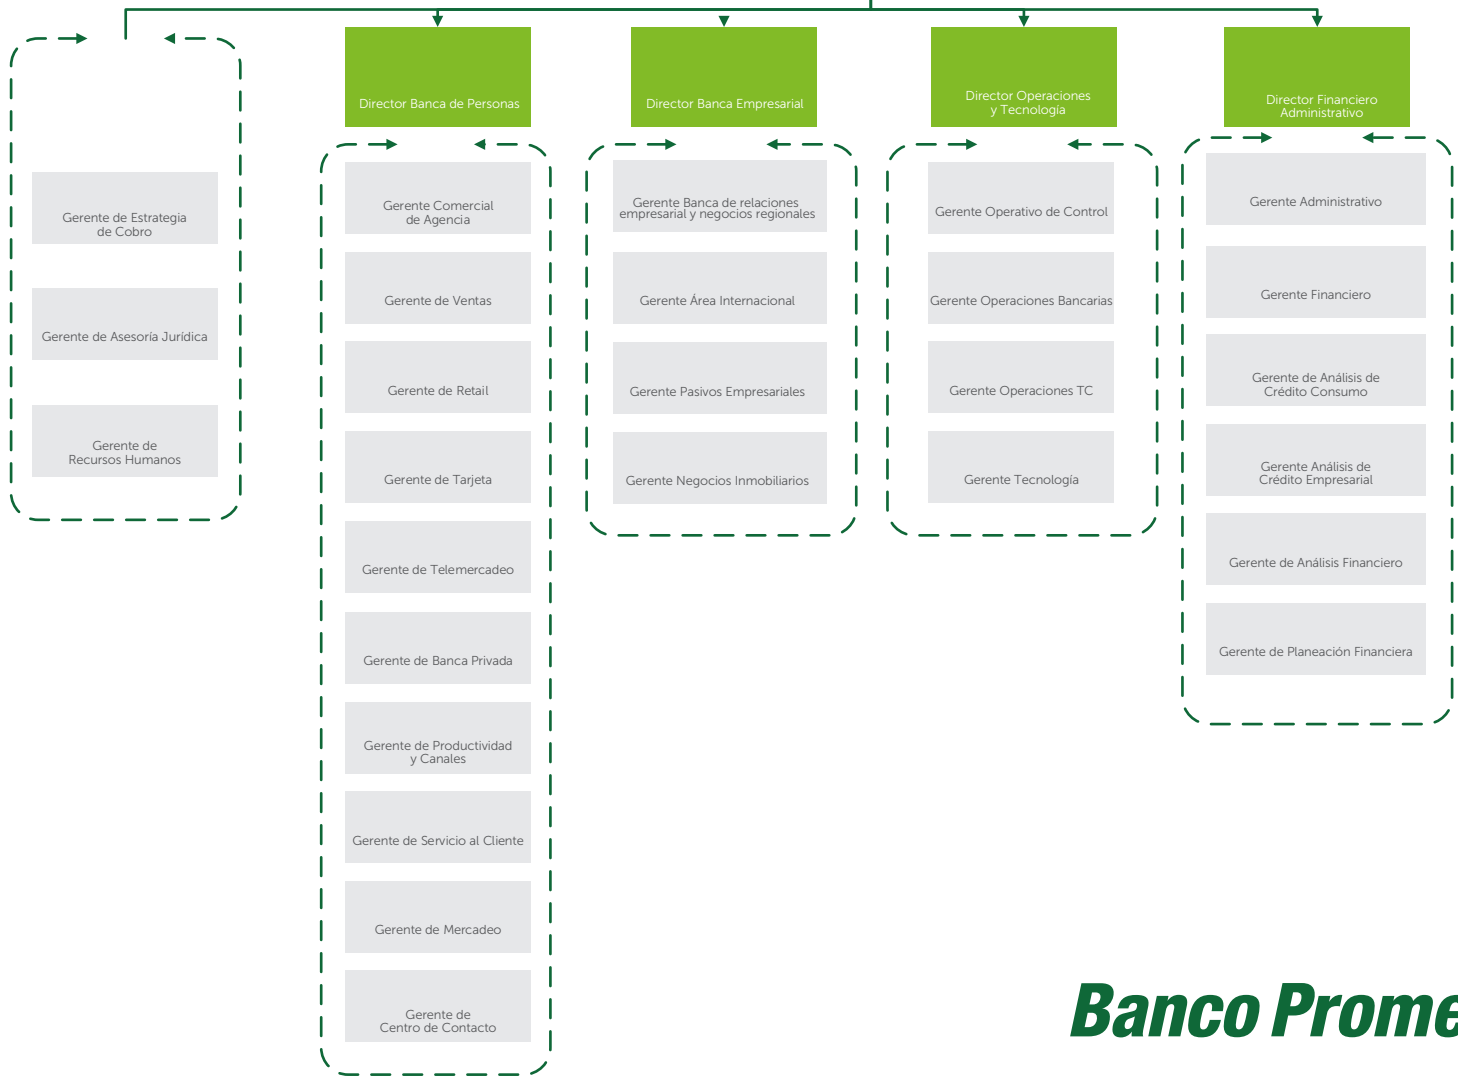 Director Banca de Personas
Director Banca Empresarial
Director Operaciones
y Tecnología
Director Financiero
Administrativo
Gerente de Estrategia
de Cobro
Gerente de Asesoría Jurídica
Gerente de
Recursos Humanos
Gerente Comercial
de Agencia
Gerente de Ventas
Gerente de Retail
Gerente de Tarjeta
Gerente de Telemercadeo
Gerente de Banca Privada
Gerente de Productividad
y Canales
Gerente de Servicio al Cliente
Gerente de Mercadeo
Gerente de
Centro de Contacto
Gerente Banca de relaciones
empresarial y negocios regionales
Gerente Área Internacional
Gerente Pasivos Empresariales
Gerente Negocios Inmobiliarios
Gerente Operativo de Control
Gerente Operaciones Bancarias
Gerente Operaciones TC
Gerente Tecnología
Gerente Administrativo
Gerente Financiero
Gerente de Análisis de
Crédito Consumo
Gerente Análisis de
Crédito Empresarial
Gerente de Análisis Financiero
Gerente de Planeación Financiera
Banco Prome